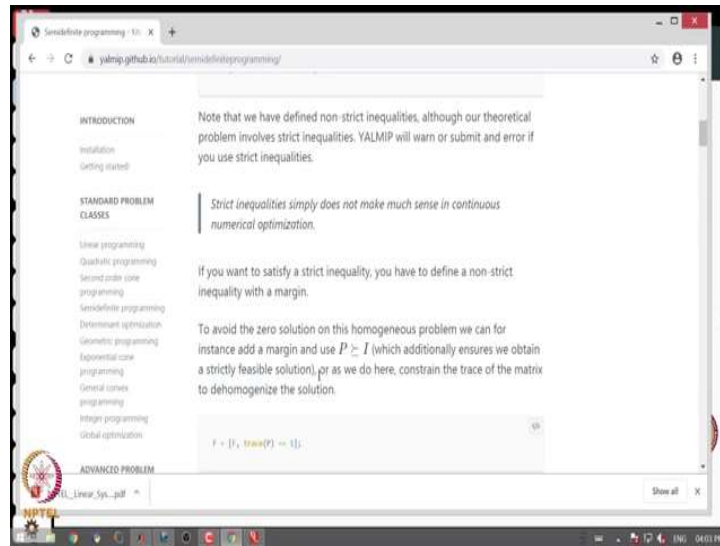 Semidefinite programming - YA
yalmip.github.io/tutorial/semidefiniteprogramming/
INTRODUCTION
Installation
Getting started!
STANDARD PROBLEM
CLASSES
Linear programming
Quadratic programming
Second order cone
programming
Semidefinite programming
Determinant optimization
Geometric programming
Exponential cone
programming
General convex
programming
Integer programming
Global optimization
ADVANCED PROBLEM
Note that we have defined non-strict inequalities, although our theoretical
problem involves strict inequalities. YALMIP will warn or submit and error if
you use strict inequalities.
Strict inequalities simply does not make much sense in continuous
numerical optimization.
If you want to satisfy a strict inequality, you have to define a non-strict
inequality with a margin.
To avoid the zero solution on this homogeneous problem we can for
instance add a margin and use P ⪰ I (which additionally ensures we obtain
a strictly feasible solution), or as we do here, constrain the trace of the matrix
to dehomogenize the solution.
F = [F, trace(P) == 1];
TEL_Linear_Sys....pdf
Show all
NPTEL
ENG 04:03 PM